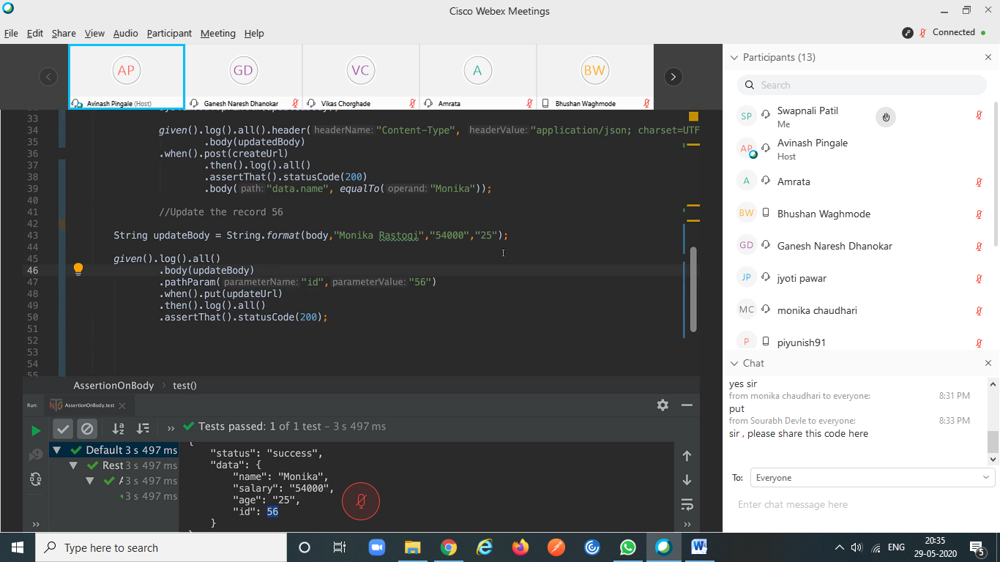 Cisco Webex Meetings
File Edit Share View Audio Participant Meeting Help
Connected
AP
Avinash Pingale (Host)
GD
Ganesh Naresh Dhanokar
VC
Vikas Chorghade
A
Amrata
BW
Bhushan Waghmode
33
34 given().log().all().header( headerName: "Content-Type", headerValue: "application/json; charset=UTF
35 .body(updatedBody)
36 .when().post(createUrl)
37 .then().log().all()
38 .assertThat().statusCode(200)
39 .body( path: "data.name", equalTo( operand: "Monika"));
40
41 //Update the record 56
42
43 String updateBody = String.format(body,"Monika Rastogi","54000","25");
44
45 given().log().all()
46 .body(updateBody)
47 .pathParam( parameterName: "id", parameterValue: "56")
48 .when().put(updateUrl)
49 .then().log().all()
50 .assertThat().statusCode(200);
51
52
53
54
55
AssertionOnBody › test()
Run: AssertionOnBody.test
Tests passed: 1 of 1 test – 3 s 497 ms
Default 3 s 497 ms
Rest 3 s 497 ms
3 s 497 ms
3 s 497 ms
{
"status": "success",
"data": {
"name": "Monika",
"salary": "54000",
"age": "25",
"id": 56
}
Participants (13)
Search
SP Swapnali Patil
Me
AP Avinash Pingale
Host
A Amrata
BW Bhushan Waghmode
GD Ganesh Naresh Dhanokar
JP jyoti pawar
MC monika chaudhari
P piyunish91
Chat
yes sir
from monika chaudhari to everyone: 8:31 PM
put
from Sourabh Devle to everyone: 8:33 PM
sir , please share this code here
To: Everyone
Enter chat message here
Type here to search
ENG
20:35
29-05-2020
5